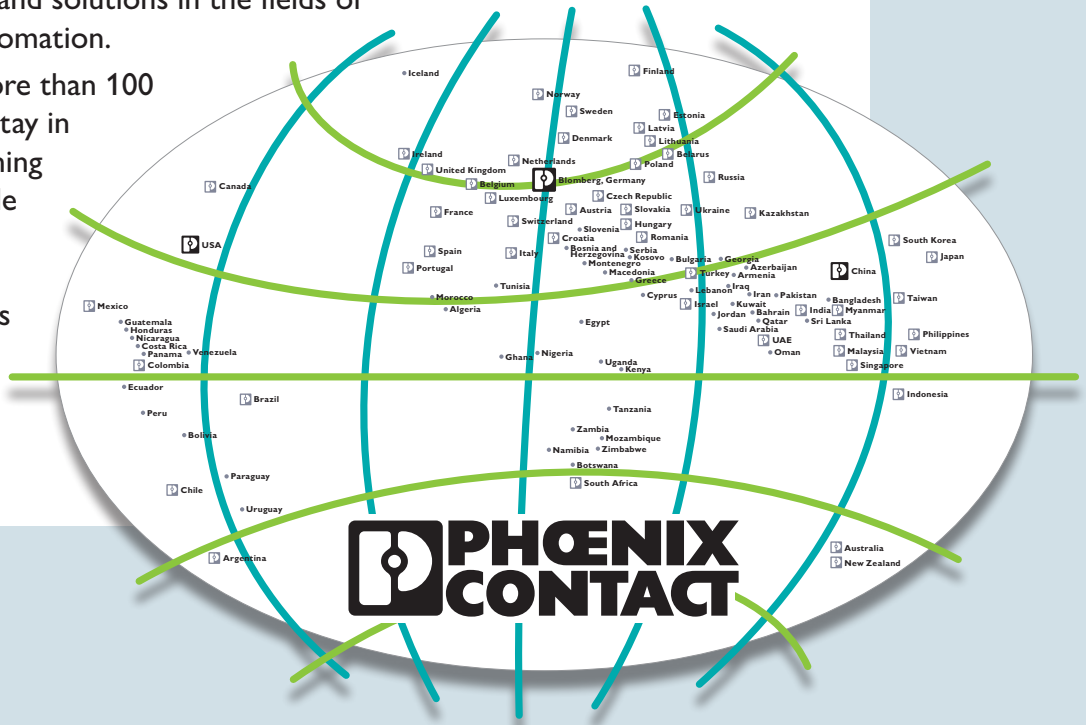 and solutions in the fields of
omation.
ore than 100
tay in
ning
le
s
Iceland
Finland
Norway
Sweden
Estonia
Latvia
Denmark
Lithuania
Ireland
Belarus
Netherlands
Poland
United Kingdom
Blomberg, Germany
Russia
Belgium
Canada
Luxembourg
Czech Republic
France
Austria
Slovakia
Ukraine
Kazakhstan
Switzerland
Hungary
Slovenia
Croatia
Romania
USA
South Korea
Spain
Italy
Bosnia and
Herzegovina
Serbia
Kosovo
Bulgaria
Georgia
Japan
Montenegro
Portugal
Macedonia
Turkey
Azerbaijan
Armenia
China
Greece
Tunisia
Cyprus
Lebanon
Iraq
Iran
Pakistan
Morocco
Bangladesh
Taiwan
Algeria
Israel
Kuwait
Mexico
Jordan
Bahrain
India
Myanmar
Egypt
Qatar
Sri Lanka
Guatemala
Honduras
Saudi Arabia
Nicaragua
UAE
Thailand
Philippines
Costa Rica
Panama
Venezuela
Ghana
Nigeria
Oman
Malaysia
Vietnam
Colombia
Uganda
Kenya
Singapore
Ecuador
Indonesia
Brazil
Peru
Tanzania
Bolivia
Zambia
Mozambique
Namibia
Zimbabwe
Botswana
Paraguay
South Africa
Chile
Uruguay
Argentina
Australia
New Zealand
PHŒNIX
CONTACT